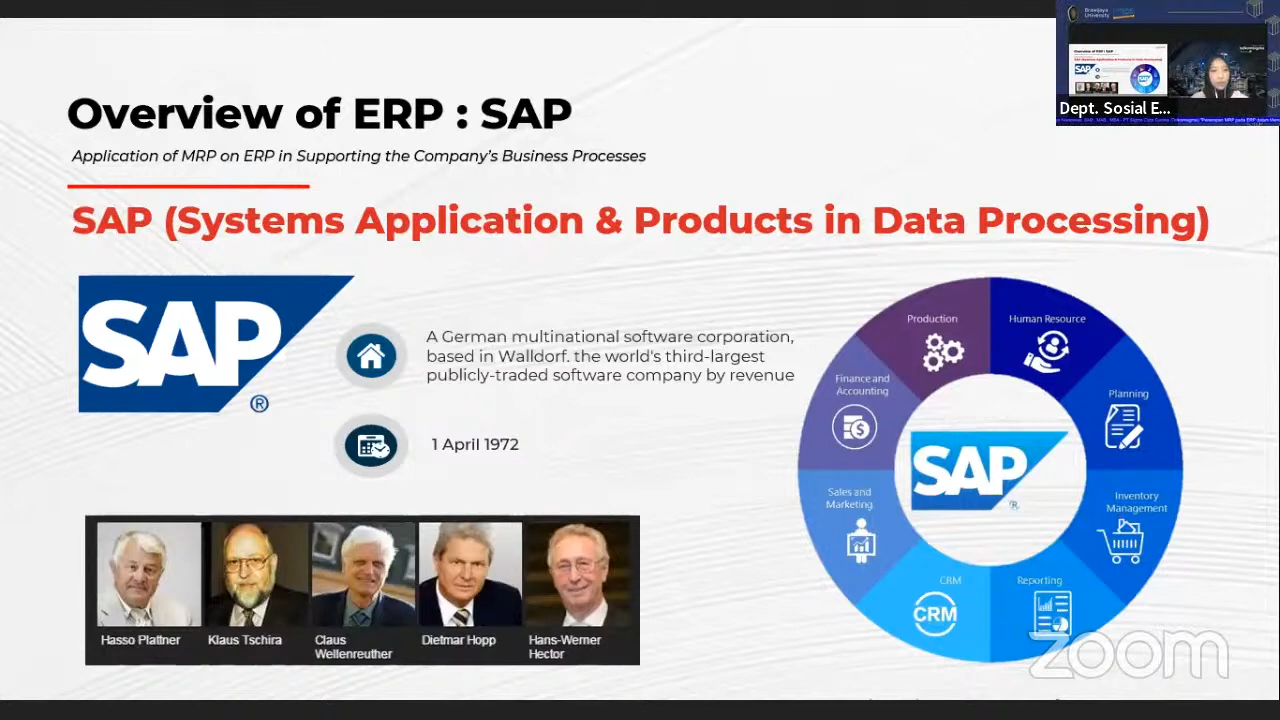 Overview of ERP : SAP
Application of MRP on ERP in Supporting the Company's Business Processes
SAP (Systems Application & Products in Data Processing)
SAP
®
A German multinational software corporation,
based in Walldorf. the world's third-largest
publicly-traded software company by revenue
1 April 1972
Hasso Plattner
Klaus Tschira
Claus
Wellenreuther
Dietmar Hopp
Hans-Werner
Hector
Production
Human Resource
Finance and
Accounting
Planning
SAP
®
Sales and
Marketing
Inventory
Management
CRM
CRM
Reporting
zoom
Brawijaya
University
Dept. Sosial E...